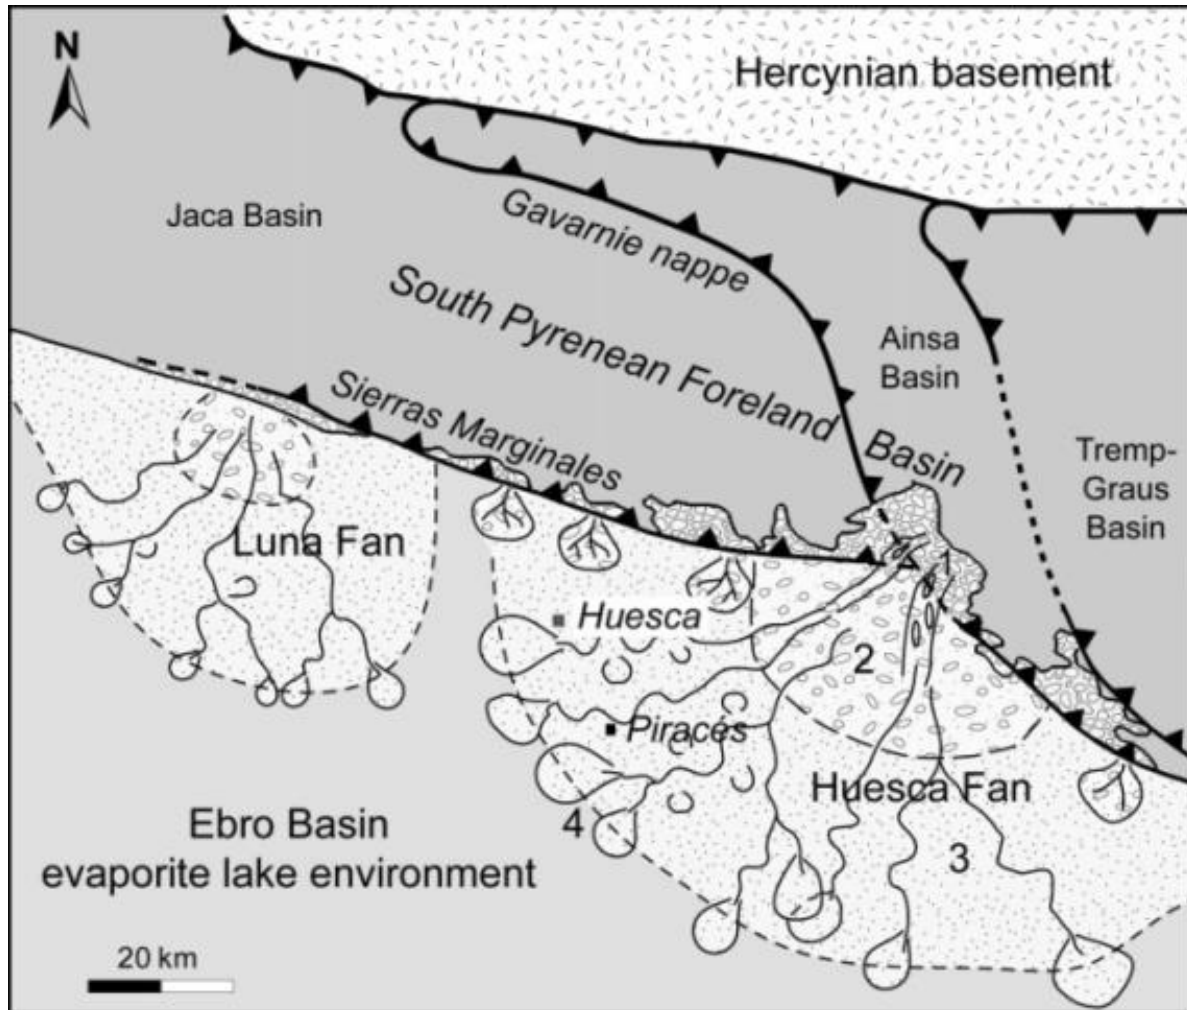 N
Hercynian basement
Jaca Basin
Gavarnie nappe
South Pyrenean Foreland Basin
Ainsa
Basin
Sierras Marginales
Tremp-
Graus
Basin
Luna Fan
1
Huesca
2
Piracés
Huesca Fan
Ebro Basin
evaporite lake environment
4
3
20 km